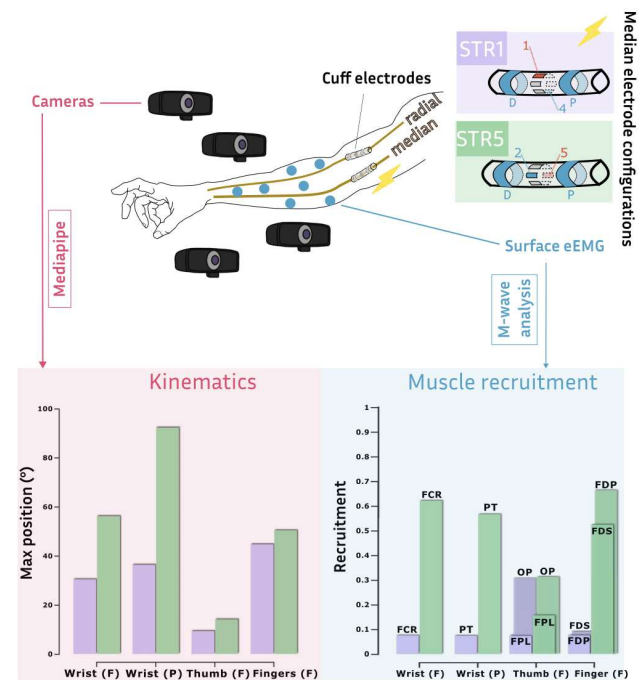 Cameras
Mediapipe
Cuff electrodes
radial
median
STR1
1
D
P
4
STR5
2
5
D
P
Median electrode configurations
Surface eEMG
M-wave
analysis
Kinematics
Max position (°)
100
80
60
40
20
0
Wrist (F) Wrist (P) Thumb (F) Fingers (F)
Muscle recruitment
Recruitment
1
0.9
0.8
0.7
0.6
0.5
0.4
0.3
0.2
0.1
0
FCR
FCR
PT
PT
OP
FPL
OP
FPL
FDS
FDP
FDP
FDS
Wrist (F) Wrist (P) Thumb (F) Finger (F)